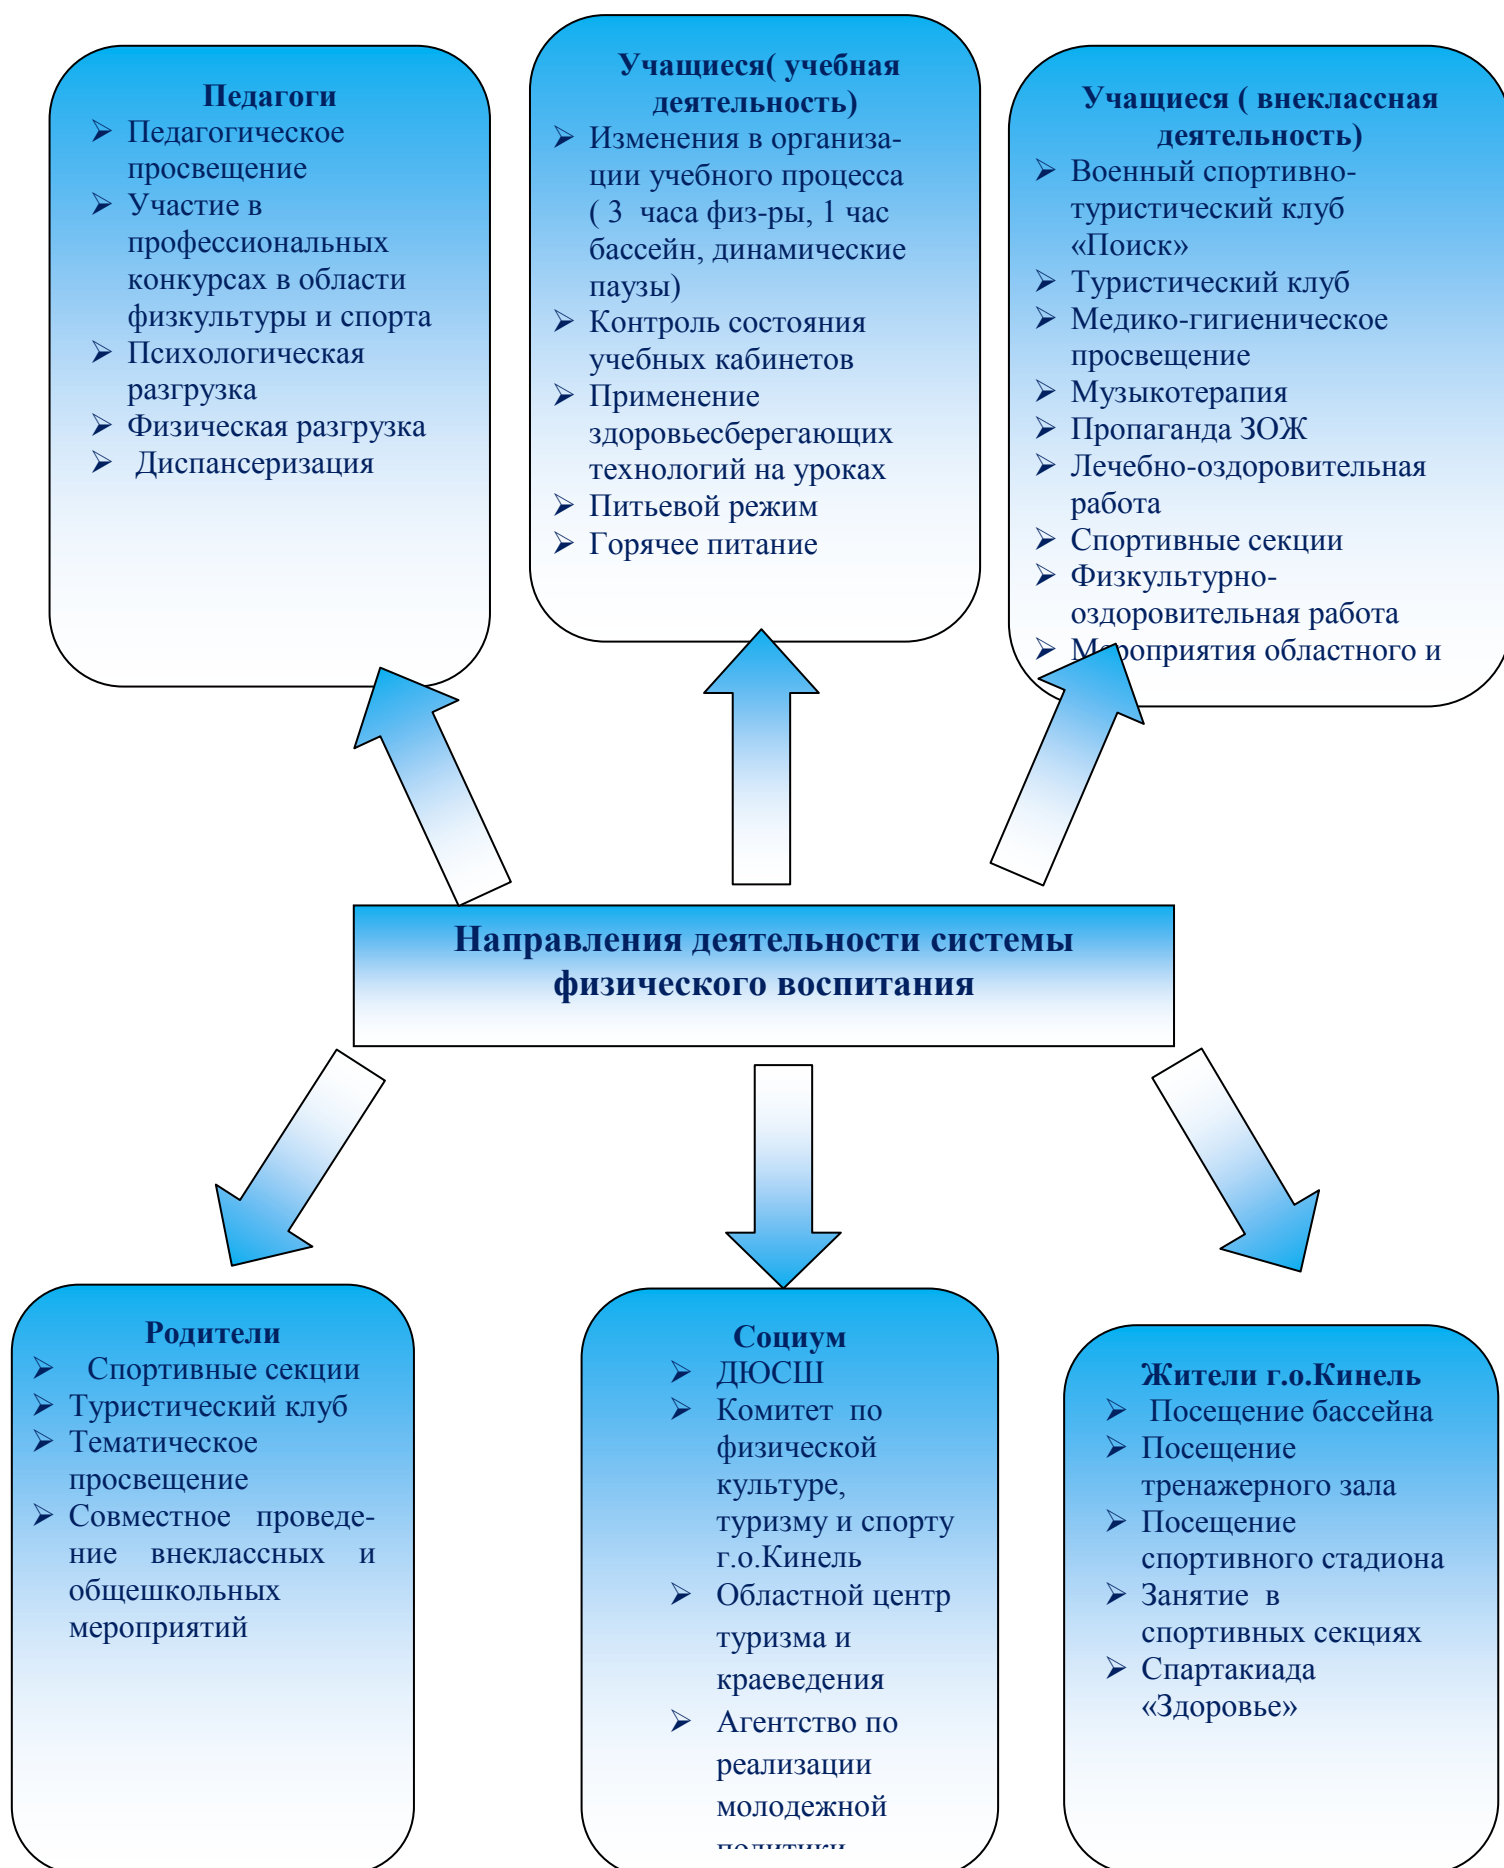 Педагоги
➢ Педагогическое
просвещение
➢ Участие в
профессиональных
конкурсах в области
физкультуры и спорта
➢ Психологическая
разгрузка
➢ Физическая разгрузка
➢ Диспансеризация
Учащиеся( учебная
деятельность)
➢ Изменения в организа-
ции учебного процесса
( 3 часа физ-ры, 1 час
бассейн, динамические
паузы)
➢ Контроль состояния
учебных кабинетов
➢ Применение
здоровьесберегающих
технологий на уроках
➢ Питьевой режим
➢ Горячее питание
Учащиеся ( внеклассная
деятельность)
➢ Военный спортивно-
туристический клуб
«Поиск»
➢ Туристический клуб
➢ Медико-гигиеническое
просвещение
➢ Музыкотерапия
➢ Пропаганда ЗОЖ
➢ Лечебно-оздоровительная
работа
➢ Спортивные секции
➢ Физкультурно-
оздоровительная работа
➢ Мероприятия областного и
Направления деятельности системы
физического воспитания
Родители
➢ Спортивные секции
➢ Туристический клуб
➢ Тематическое
просвещение
➢ Совместное проведе-
ние внеклассных и
общешкольных
мероприятий
Социум
➢ ДЮСШ
➢ Комитет по
физической
культуре,
туризму и спорту
г.о.Кинель
➢ Областной центр
туризма и
краеведения
➢ Агентство по
реализации
молодежной
политики
Жители г.о.Кинель
➢ Посещение бассейна
➢ Посещение
тренажерного зала
➢ Посещение
спортивного стадиона
➢ Занятие в
спортивных секциях
➢ Спартакиада
«Здоровье»